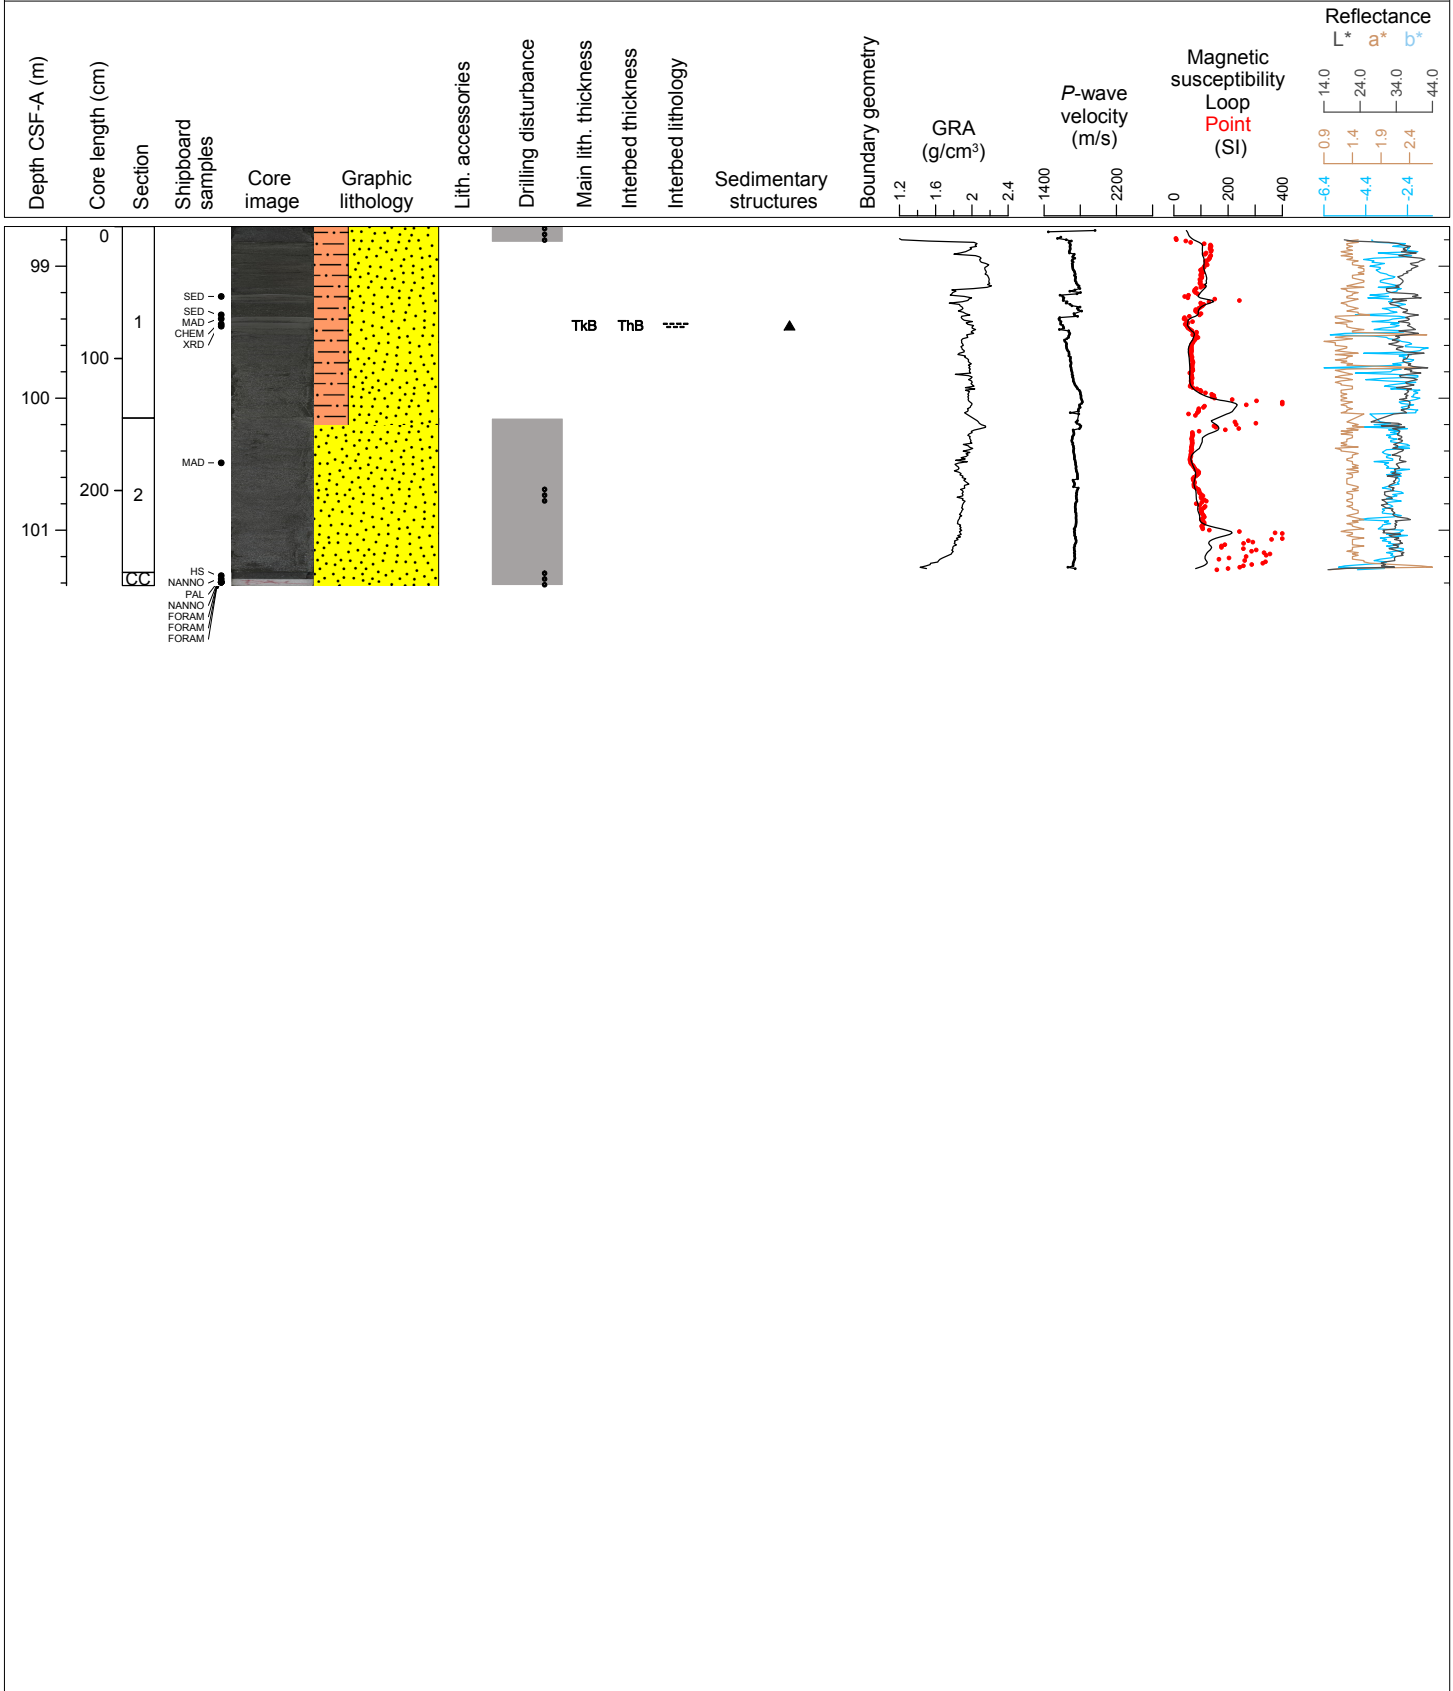 Depth CSF-A (m)
Core length (cm)
Section
Shipboard
samples
Core
image
Graphic
lithology
Lith. accessories
Drilling disturbance
Main lith. thickness
Interbed thickness
Interbed lithology
Sedimentary
structures
Boundary geometry
GRA
(g/cm³)
1.2
1.6
2
2.4
P-wave
velocity
(m/s)
1400
2200
Magnetic
susceptibility
Loop
Point
(SI)
0
200
400
Reflectance
L* a* b*
14.0
24.0
34.0
44.0
0.9
1.4
1.9
2.4
-6.4
-4.4
-2.4
0
99
SED
SED
1
MAD
TkB ThB
CHEM
XRD
100
100
MAD
200
2
101
HS
CC
NANNO
PAL
NANNO
FORAM
FORAM
FORAM